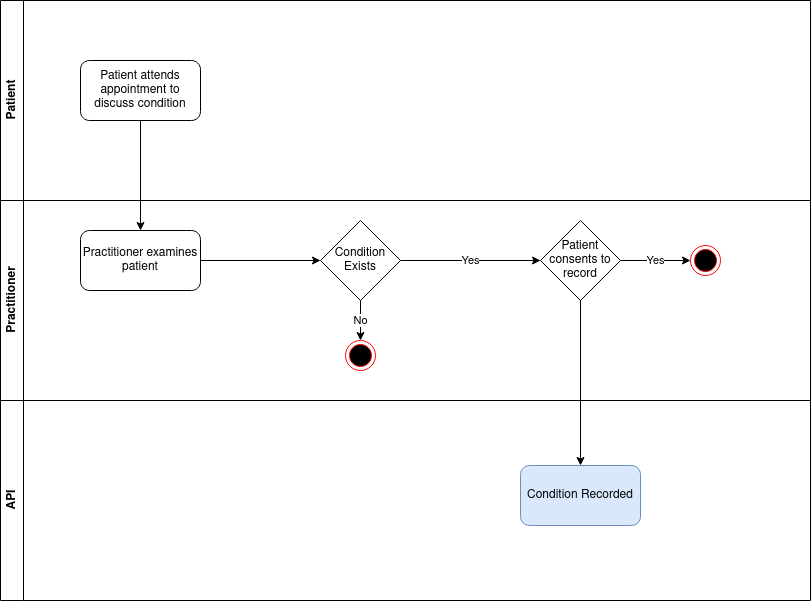 Patient
Patient attends
appointment to
discuss condition
Practitioner
Practitioner examines
patient
Condition
Exists
Yes
Patient
consents to
record
Yes
No
API
Condition Recorded